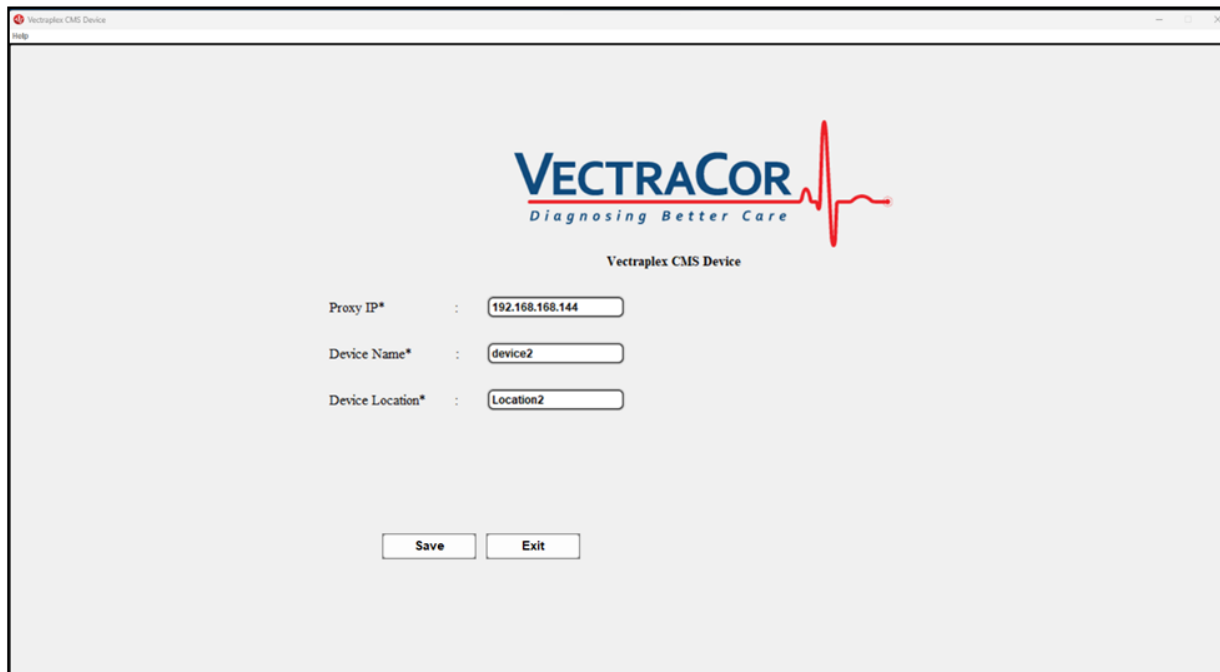 Vectraplex CMS Device
Help
VECTRACOR
Diagnosing Better Care
Vectraplex CMS Device
Proxy IP* : 192.168.168.144
Device Name* : device2
Device Location* : Location2
Save Exit